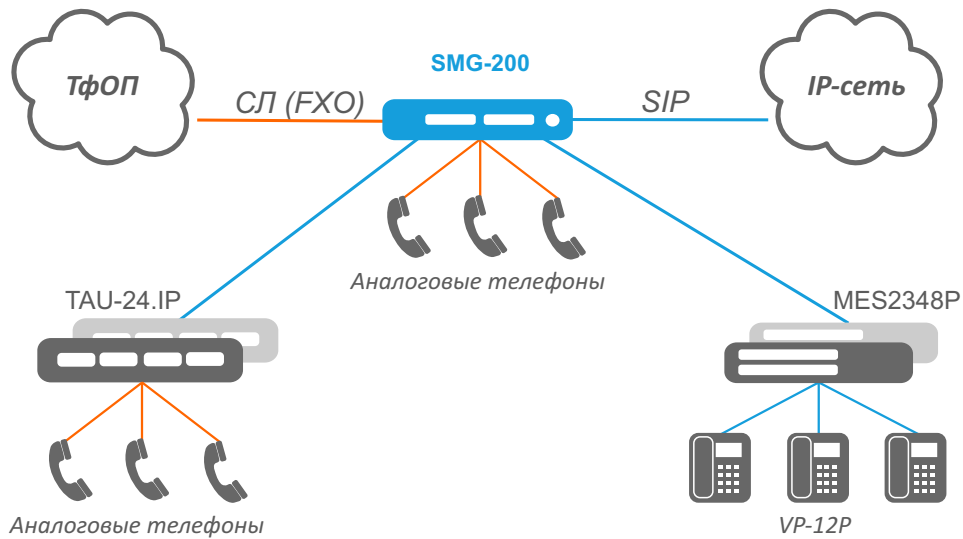 ТфОП
СЛ (FXO)
SMG-200
SIP
IP-сеть
Аналоговые телефоны
TAU-24.IP
MES2348P
Аналоговые телефоны
VP-12P